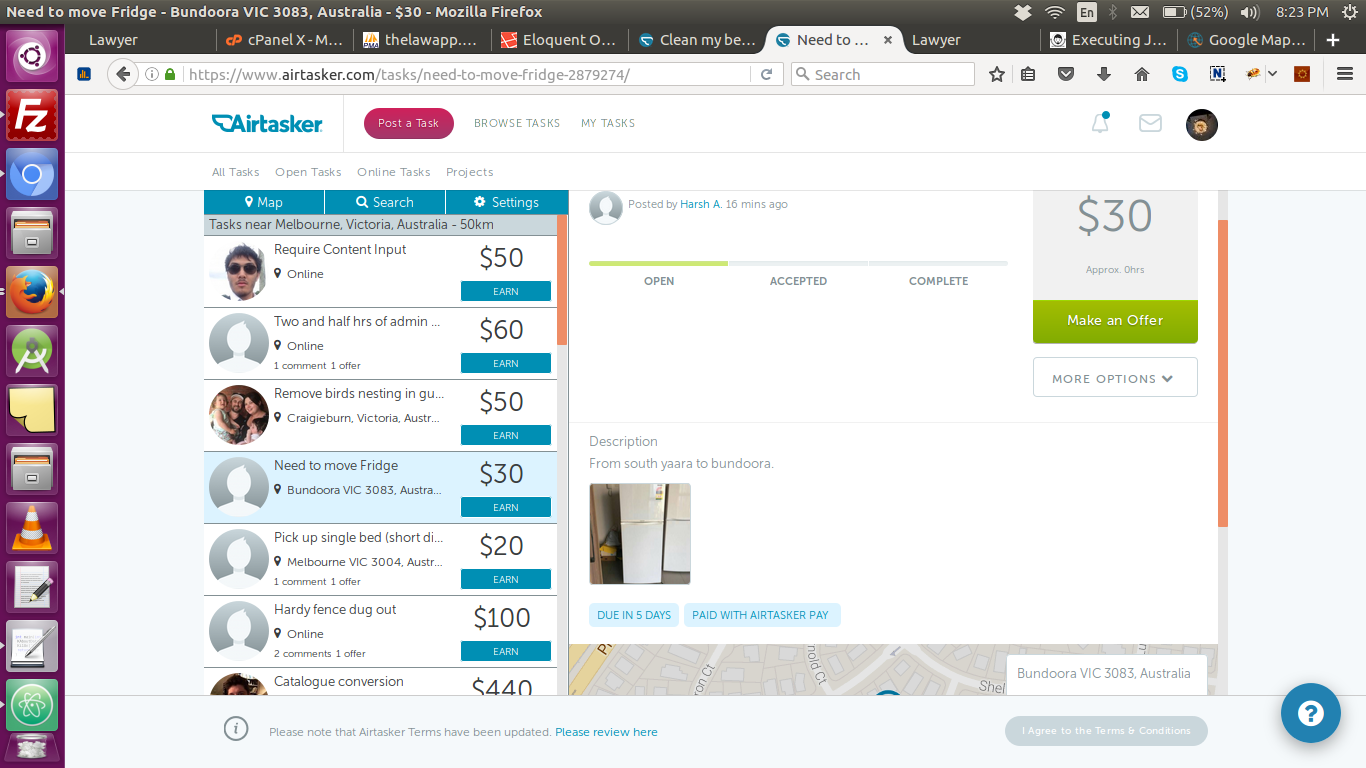 Need to move Fridge - Bundoora VIC 3083, Australia - $30 - Mozilla Firefox
En
(52%)
8:23 PM
Lawyer
cPanel X - M...
thelawapp....
Eloquent O...
Clean my be...
Need to ...
Lawyer
Executing J...
Google Map...
https://www.airtasker.com/tasks/need-to-move-fridge-2879274/
Search
Airtasker
Post a Task
BROWSE TASKS
MY TASKS
All Tasks
Open Tasks
Online Tasks
Projects
Map
Search
Settings
Tasks near Melbourne, Victoria, Australia - 50km
Require Content Input
Online
$50
EARN
Two and half hrs of admin ...
Online
1 comment 1 offer
$60
EARN
Remove birds nesting in gu...
Craigieburn, Victoria, Austr...
$50
EARN
Need to move Fridge
Bundoora VIC 3083, Austra...
$30
EARN
Pick up single bed (short di...
Melbourne VIC 3004, Austr...
1 comment 1 offer
$20
EARN
Hardy fence dug out
Online
2 comments 1 offer
$100
EARN
Catalogue conversion
$440
Posted by Harsh A. 16 mins ago
OPEN
ACCEPTED
COMPLETE
$30
Approx. 0hrs
Make an Offer
MORE OPTIONS
Description
From south yaara to bundoora.
DUE IN 5 DAYS
PAID WITH AIRTASKER PAY
Bundoora VIC 3083, Australia
Please note that Airtasker Terms have been updated. Please review here
I Agree to the Terms & Conditions